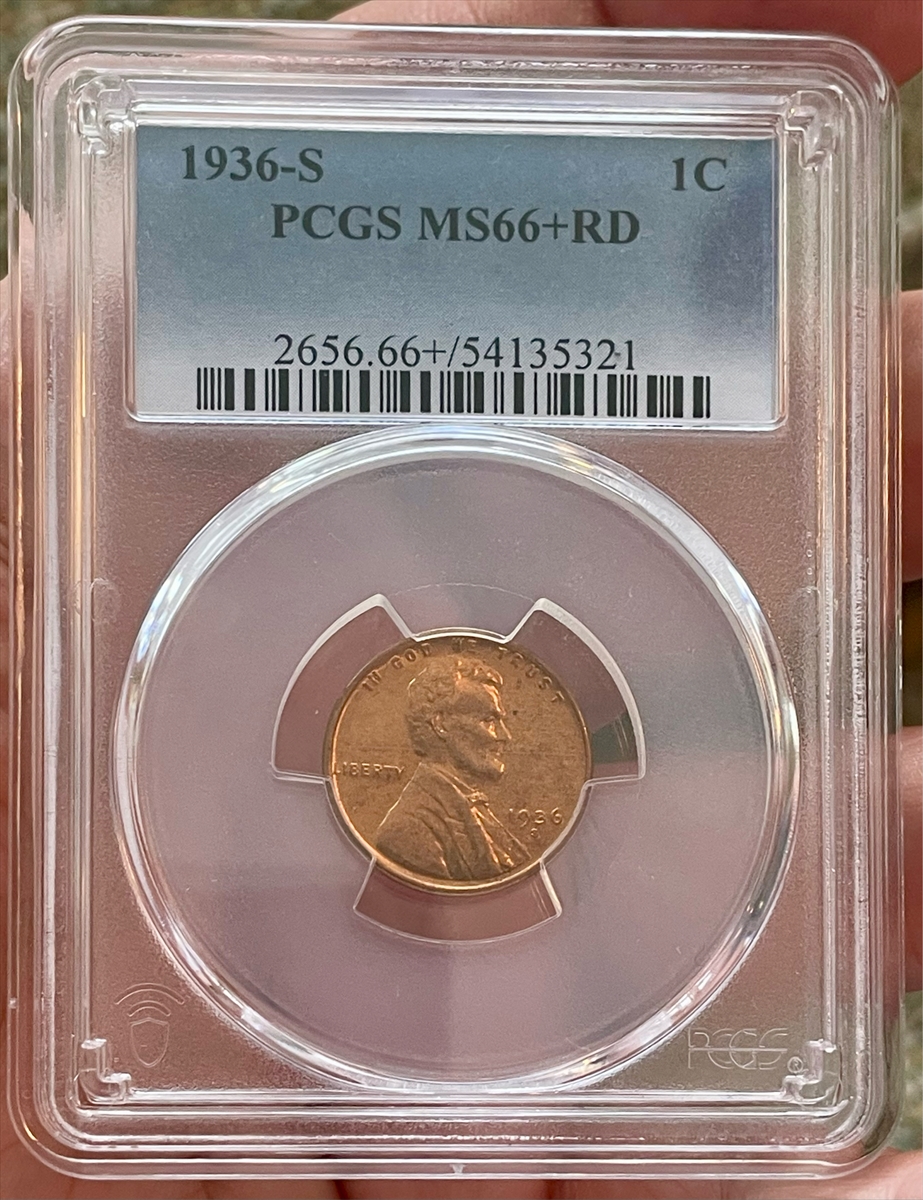 1936-S 1C
PCGS MS66+RD
2656.66+/54135321
IN GOD WE TRUST
LIBERTY
1936
S
PCGS